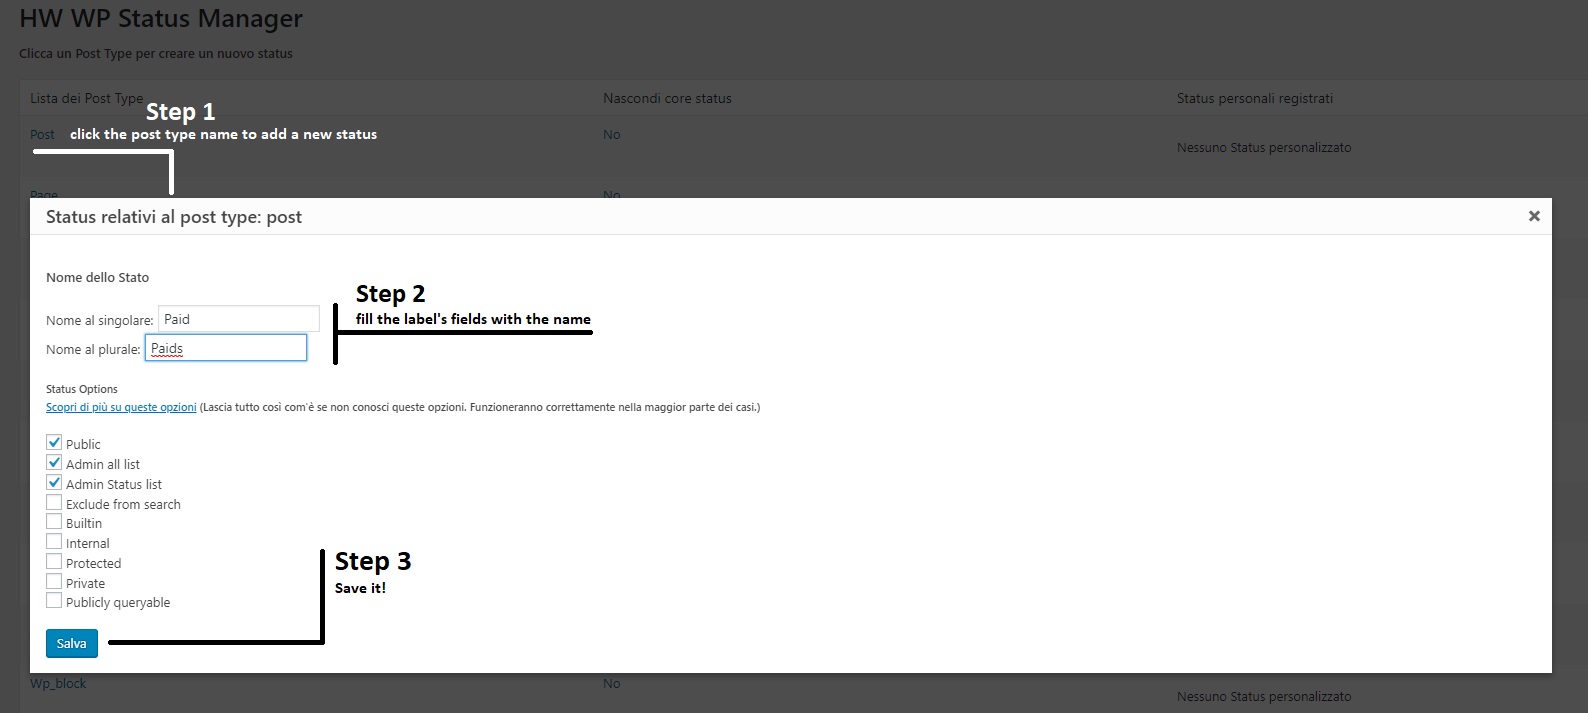 HW WP Status Manager
Clicca un Post Type per creare un nuovo status
Lista dei Post Type Nascondi core status Status personali registrati
Step 1
Post click the post type name to add a new status No
Nessuno Status personalizzato
Page No
Status relativi al post type: post ×
Nome dello Stato
Step 2
Nome al singolare: Paid fill the label's fields with the name
Nome al plurale: Paids
Status Options
Scopri di più su queste opzioni (Lascia tutto così com'è se non conosci queste opzioni. Funzioneranno correttamente nella maggior parte dei casi.)
Public
Admin all list
Admin Status list
Exclude from search
Builtin
Internal
Protected
Private
Publicly queryable
Step 3
Save it!
Salva
Wp_block No
Nessuno Status personalizzato